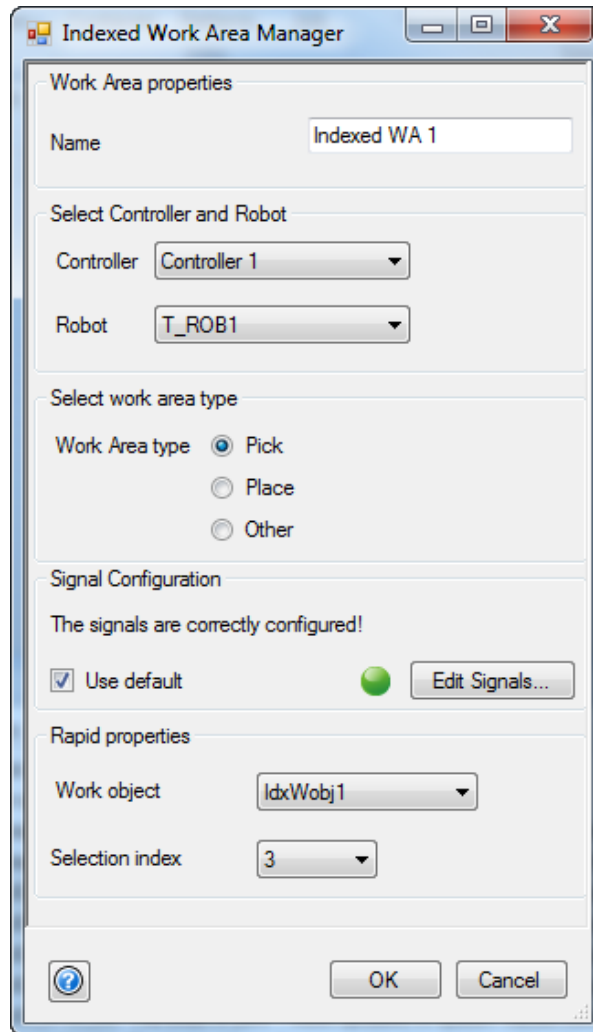 Indexed Work Area Manager
Work Area properties
Name Indexed WA 1
Select Controller and Robot
Controller Controller 1
Robot T_ROB1
Select work area type
Work Area type Pick
Place
Other
Signal Configuration
The signals are correctly configured!
Use default Edit Signals...
Rapid properties
Work object IdxWobj1
Selection index 3
OK Cancel